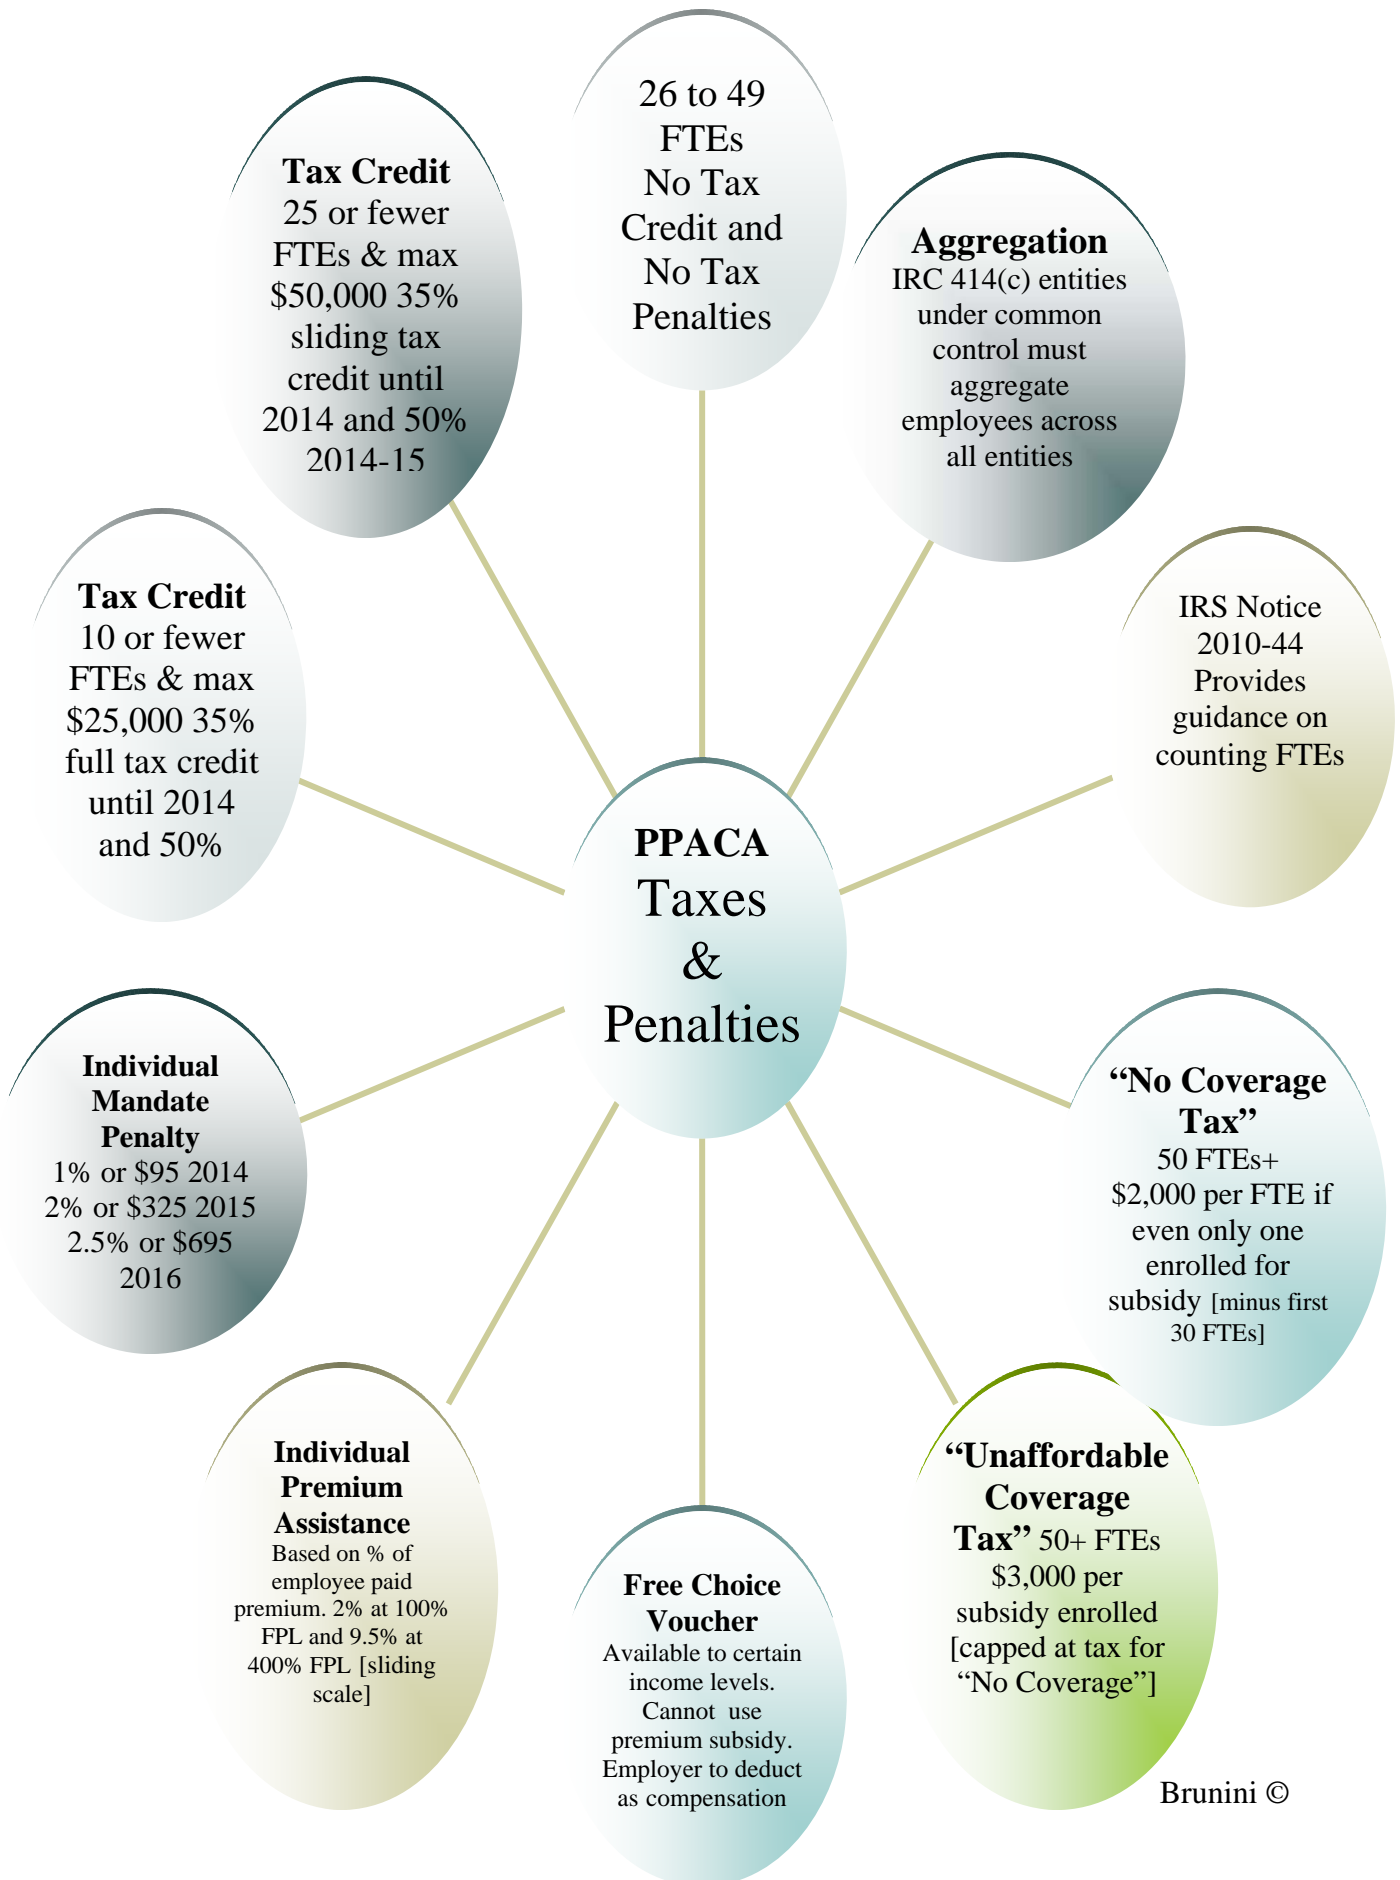 26 to 49
FTEs
No Tax
Credit and
No Tax
Penalties
Tax Credit
25 or fewer
FTEs & max
$50,000 35%
sliding tax
credit until
2014 and 50%
2014-15
Aggregation
IRC 414(c) entities
under common
control must
aggregate
employees across
all entities
Tax Credit
10 or fewer
FTEs & max
$25,000 35%
full tax credit
until 2014
and 50%
IRS Notice
2010-44
Provides
guidance on
counting FTEs
PPACA
Taxes
&
Penalties
Individual
Mandate
Penalty
1% or $95 2014
2% or $325 2015
2.5% or $695
2016
“No Coverage
Tax”
50 FTEs+
$2,000 per FTE if
even only one
enrolled for
subsidy [minus first
30 FTEs]
Individual
Premium
Assistance
Based on % of
employee paid
premium. 2% at 100%
FPL and 9.5% at
400% FPL [sliding
scale]
Free Choice
Voucher
Available to certain
income levels.
Cannot use
premium subsidy.
Employer to deduct
as compensation
“Unaffordable
Coverage
Tax” 50+ FTEs
$3,000 per
subsidy enrolled
[capped at tax for
“No Coverage”]
Brunini ©